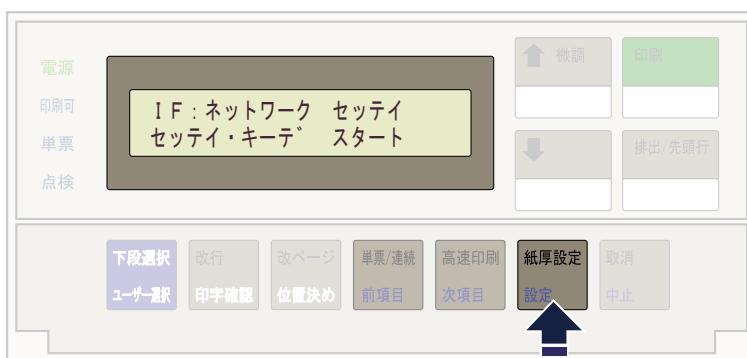 電源
印刷可
単票
点検
IF:ネットワーク セッテイ
セッテイ・キーデ゛ スタート
微調
印刷
排出/先頭行
下段選択
ユーザー選択
改行
印字確認
改ページ
位置決め
単票/連続
前項目
高速印刷
次項目
紙厚設定
設定
取消
中止